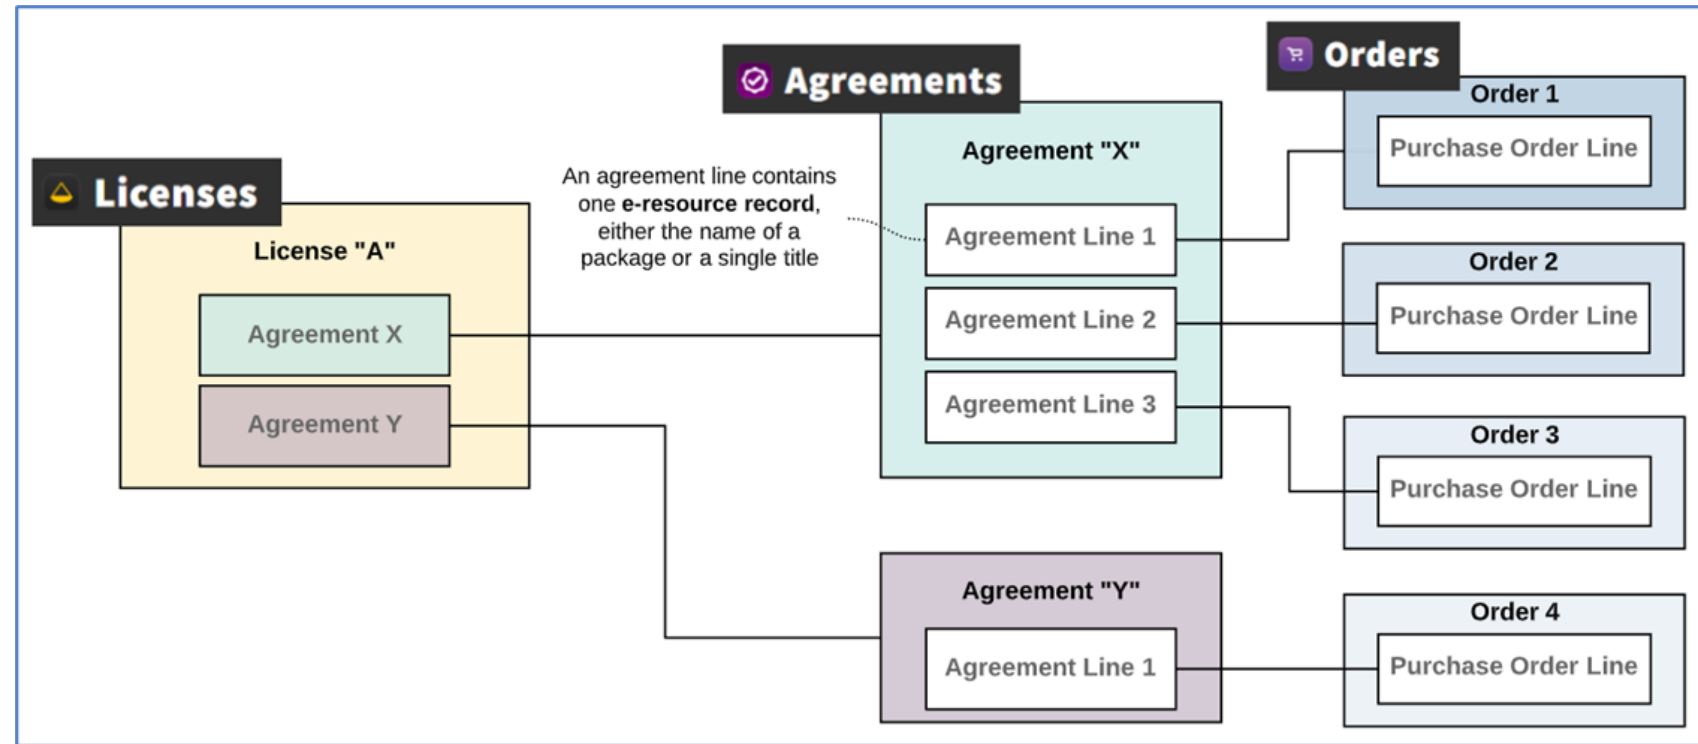 Licenses
License "A"
Agreement X
Agreement Y
An agreement line contains
one e-resource record,
either the name of a
package or a single title
Agreements
Agreement "X"
Agreement Line 1
Agreement Line 2
Agreement Line 3
Agreement "Y"
Agreement Line 1
Orders
Order 1
Purchase Order Line
Order 2
Purchase Order Line
Order 3
Purchase Order Line
Order 4
Purchase Order Line